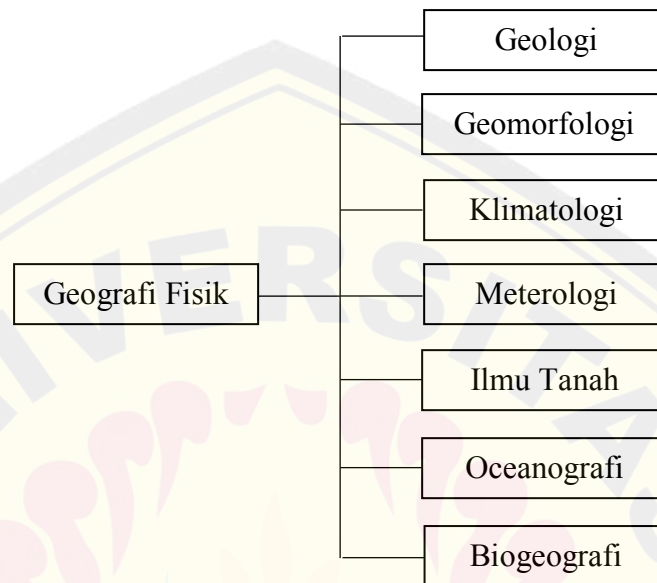 Geologi
Geomorfologi
Klimatologi
Geografi Fisik
Meterologi
Ilmu Tanah
Oceanografi
Biogeografi